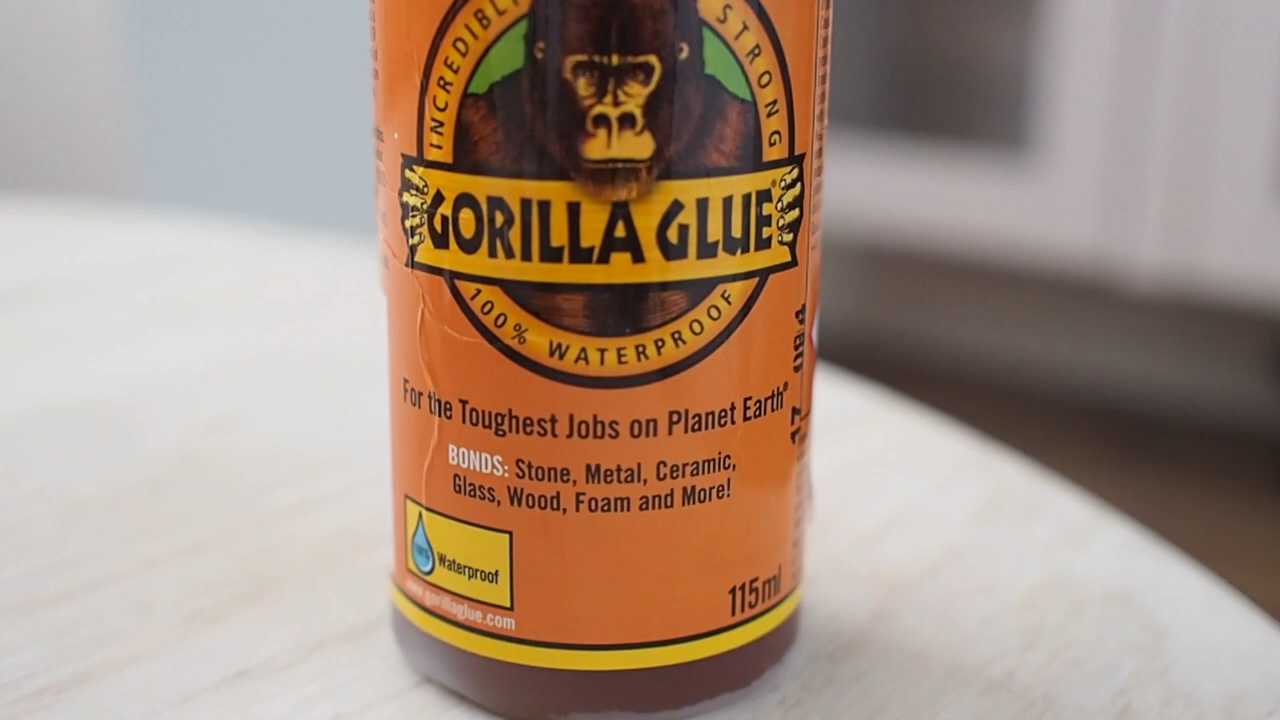 INCREDIBLY STRONG
GORILLA GLUE®
100% WATERPROOF
For the Toughest Jobs on Planet Earth®
BONDS: Stone, Metal, Ceramic,
Glass, Wood, Foam and More!
100%
Waterproof
www.gorillaglue.com
115ml